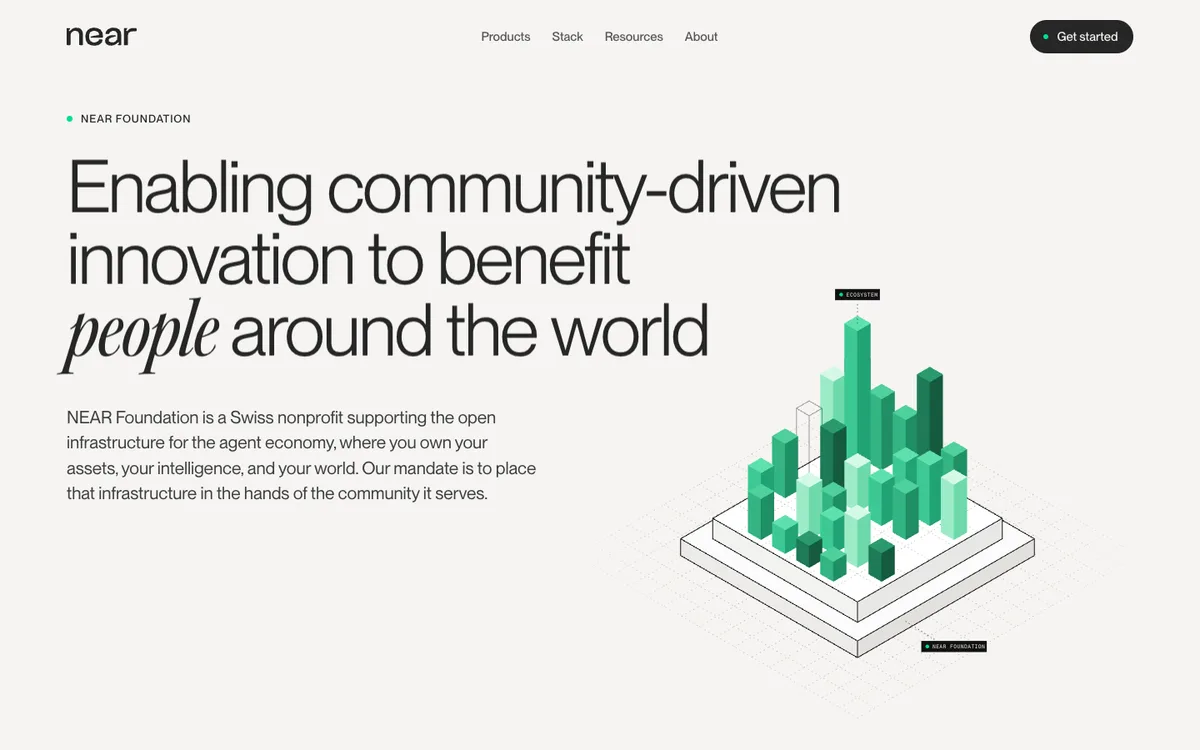 near
Products Stack Resources About
Get started
NEAR FOUNDATION
Enabling community-driven
innovation to benefit
people around the world
ECOSYSTEM
NEAR Foundation is a Swiss nonprofit supporting the open
infrastructure for the agent economy, where you own your
assets, your intelligence, and your world. Our mandate is to place
that infrastructure in the hands of the community it serves.
NEAR FOUNDATION